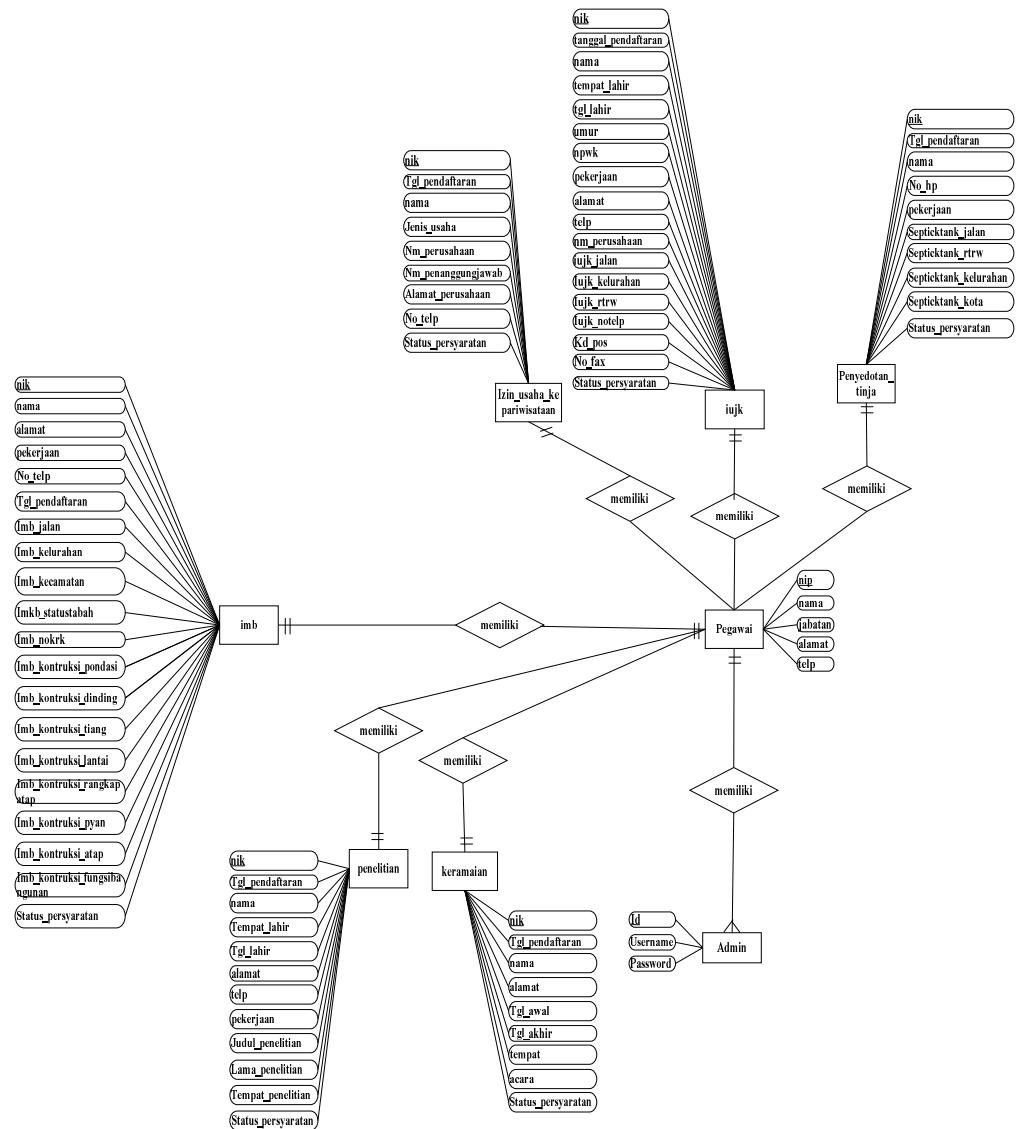 nik
tanggal_pendaftaran
nama
tempat_lahir
tgl_lahir
umur
npwk
pekerjaan
alamat
telp
nm_perusahaan
iujk_jalan
Iujk_kelurahan
Iujk_rtrw
Iujk_notelp
Kd_pos
No_fax
Status_persyaratan
iujk
nik
Tgl_pendaftaran
nama
No_hp
pekerjaan
Septicktank_jalan
Septicktank_rtrw
Septicktank_kelurahan
Septicktank_kota
Status_persyaratan
Penyedotan_
tinja
nik
Tgl_pendaftaran
nama
Jenis_usaha
Nm_perusahaan
Nm_penanggungjawab
Alamat_perusahaan
No_telp
Status_persyaratan
Izin_usaha_ke
pariwisataan
memiliki
memiliki
memiliki
nik
nama
alamat
pekerjaan
No_telp
Tgl_pendaftaran
Imb_jalan
Imb_kelurahan
Imb_kecamatan
Imkb_statustabah
Imb_nokrk
Imb_kontruksi_pondasi
Imb_kontruksi_dinding
Imb_kontruksi_tiang
Imb_kontruksi_lantai
Imb_kontruksi_rangkap
atap
Imb_kontruksi_pyan
Imb_kontruksi_atap
Imb_kontruksi_fungsiba
ngunan
Status_persyaratan
imb
memiliki
Pegawai
nip
nama
jabatan
alamat
telp
memiliki
memiliki
memiliki
penelitian
nik
Tgl_pendaftaran
nama
Tempat_lahir
Tgl_lahir
alamat
telp
pekerjaan
Judul_penelitian
Lama_penelitian
Tempat_penelitian
Status_persyaratan
keramaian
nik
Tgl_pendaftaran
nama
alamat
Tgl_awal
Tgl_akhir
tempat
acara
Status_persyaratan
Id
Username
Password
Admin